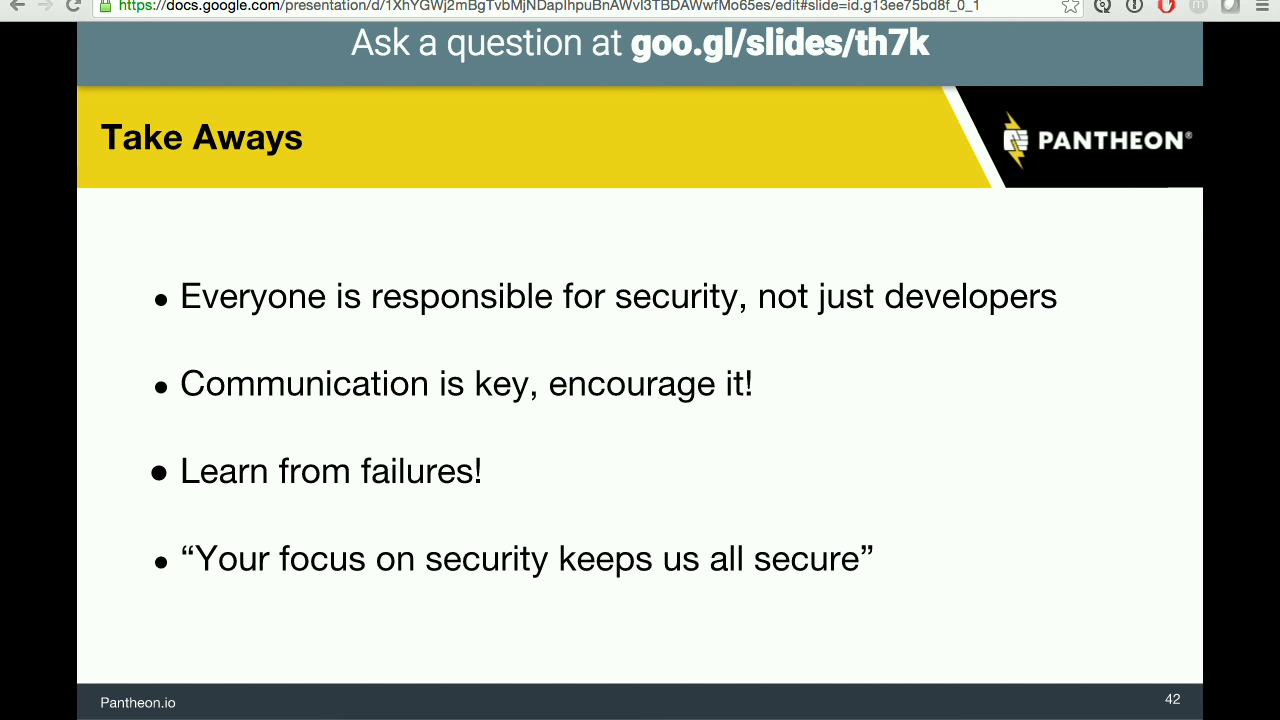 https://docs.google.com/presentation/d/1XhYGWj2mBgTvbMjNDapIhpuBnAWvl3TBDAWwfMo65es/edit#slide=id.g13ee75bd8f_0_1
Ask a question at goo.gl/slides/th7k
Take Aways
PANTHEON®
• Everyone is responsible for security, not just developers
• Communication is key, encourage it!
• Learn from failures!
• “Your focus on security keeps us all secure”
Pantheon.io
42